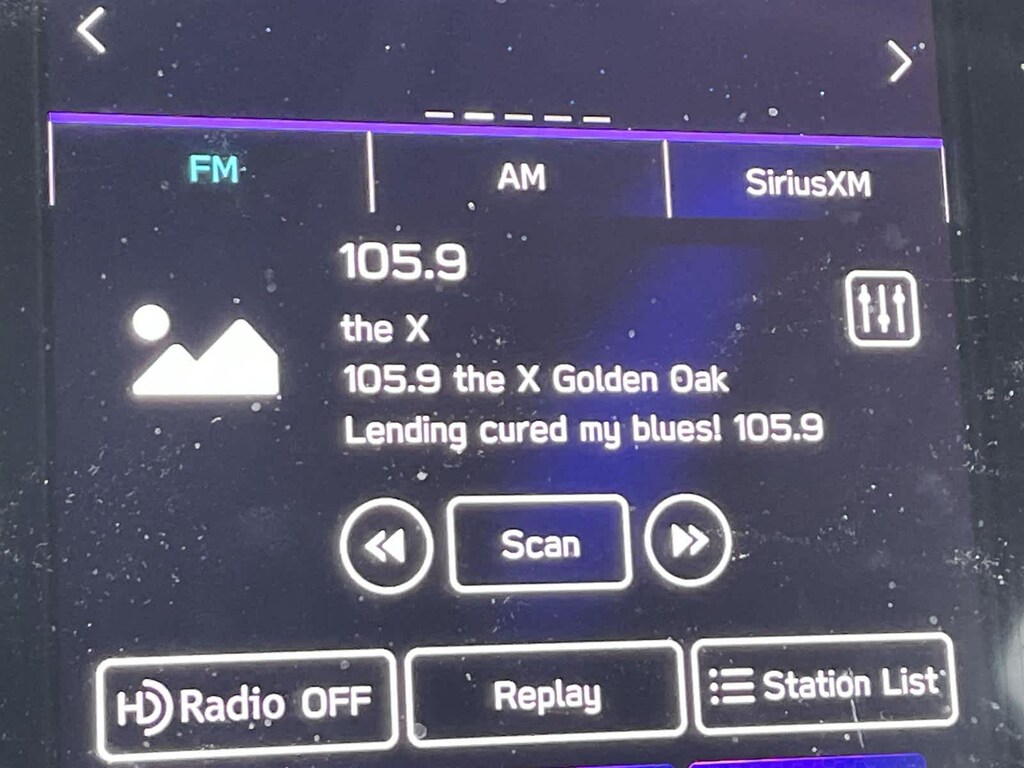 FM
AM
SiriusXM
105.9
the X
105.9 the X Golden Oak
Lending cured my blues! 105.9
Scan
HD Radio OFF
Replay
Station List